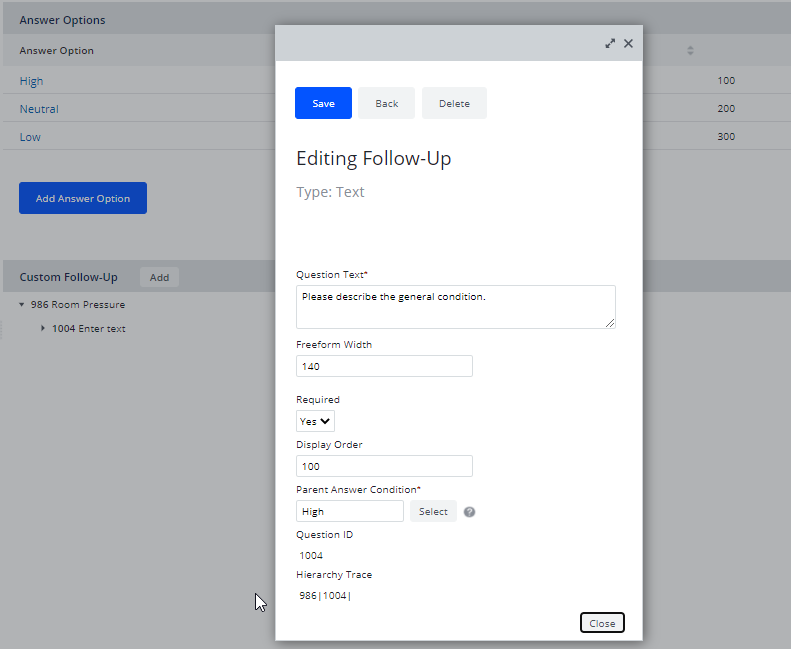 Answer Options
Answer Option
High
100
Neutral
200
Low
300
Add Answer Option
Custom Follow-Up
Add
986 Room Pressure
1004 Enter text
Save
Back
Delete
Editing Follow-Up
Type: Text
Question Text*
Please describe the general condition.
Freeform Width
140
Required
Yes
Display Order
100
Parent Answer Condition*
High
Select
?
Question ID
1004
Hierarchy Trace
986|1004|
Close